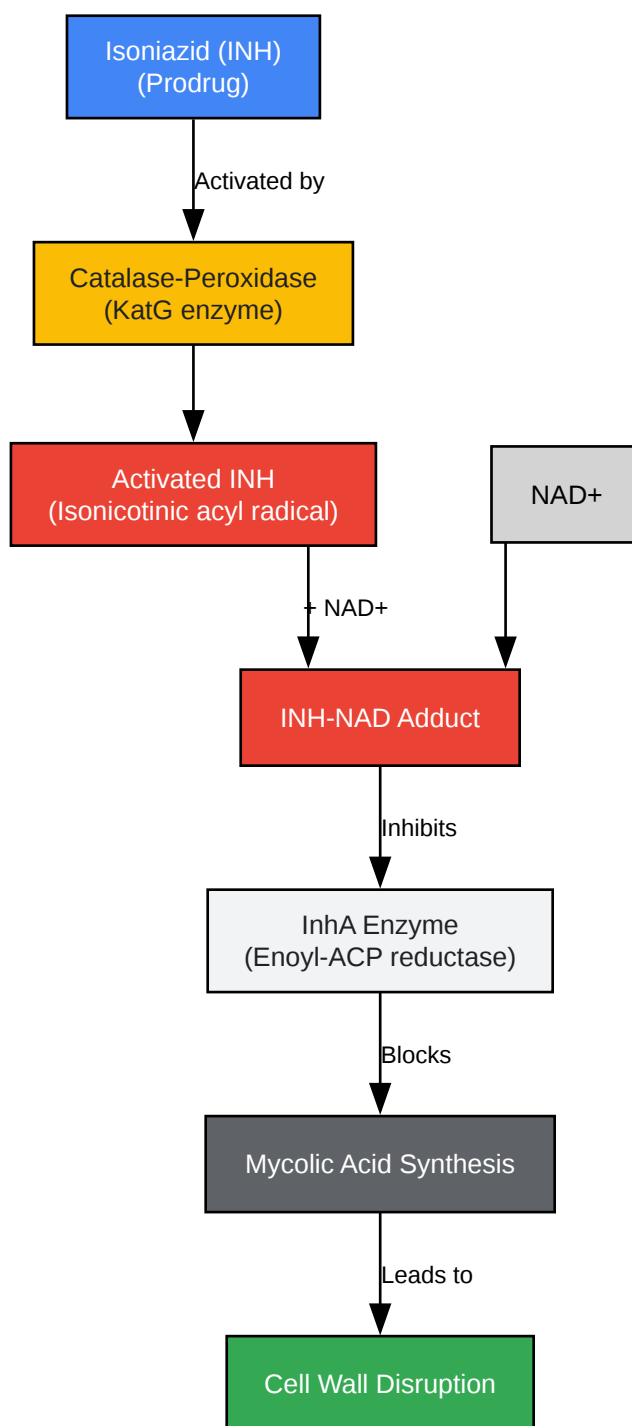 Isoniazid (INH)
(Prodrug)
Activated by
Catalase-Peroxidase
(KatG enzyme)
Activated INH
(Isonicotinic acyl radical)
NAD+
+ NAD+
INH-NAD Adduct
Inhibits
InhA Enzyme
(Enoyl-ACP reductase)
Blocks
Mycolic Acid Synthesis
Leads to
Cell Wall Disruption